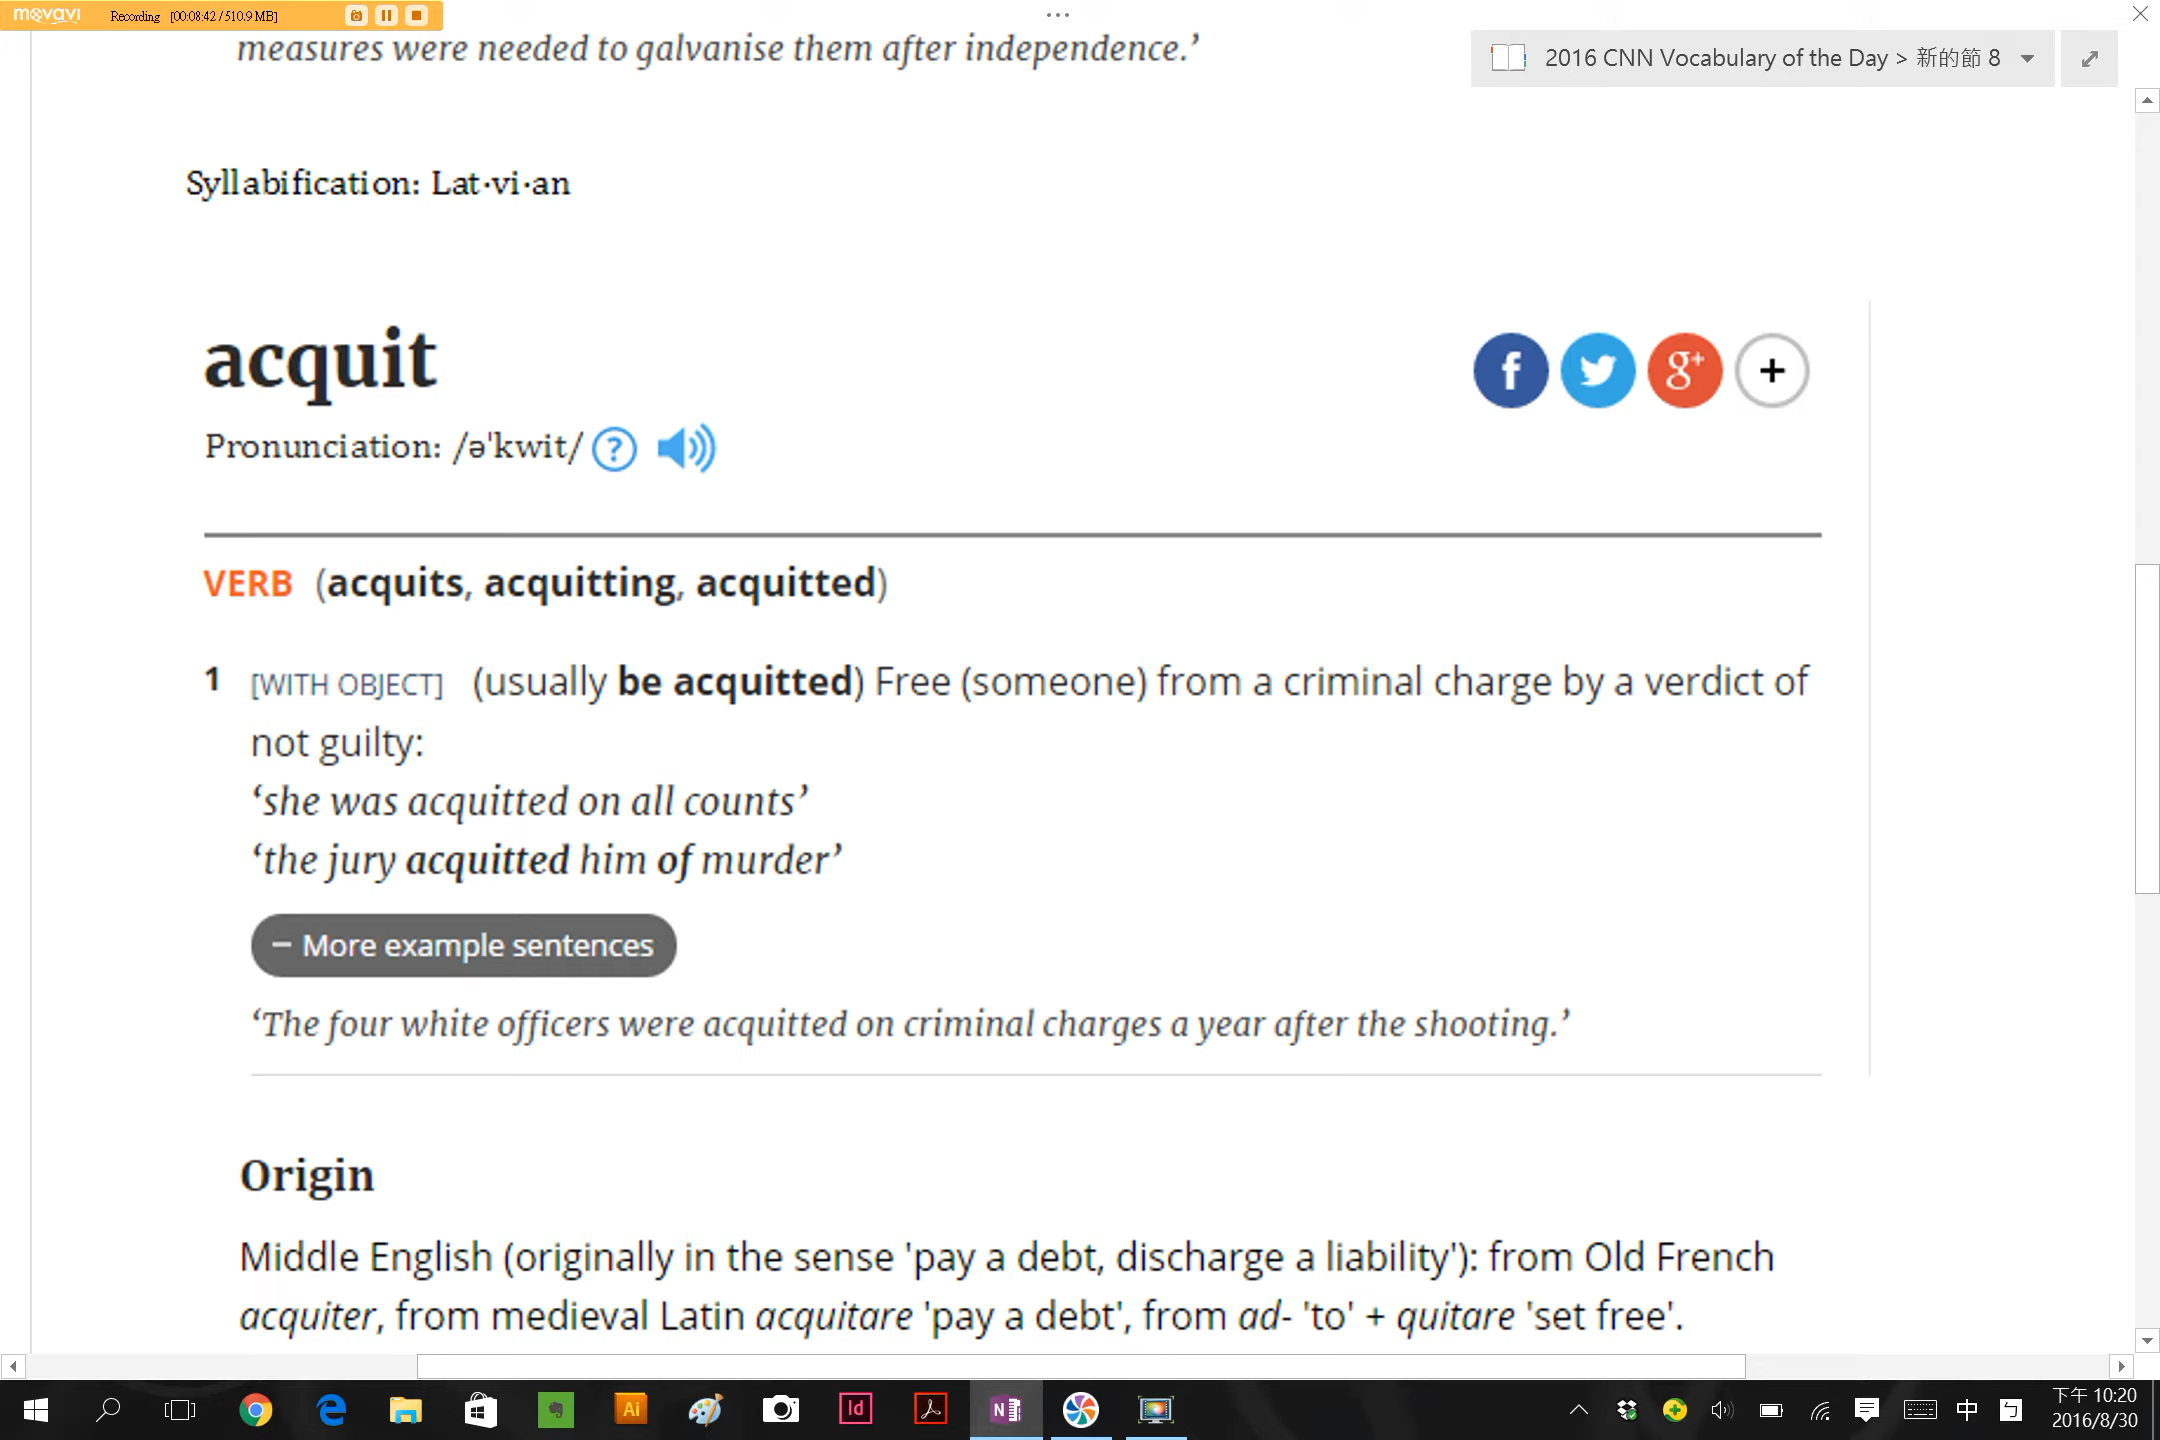 movavi Recording [00:08:42 / 510.9 MB]
measures were needed to galvanise them after independence.’
2016 CNN Vocabulary of the Day > 新的節 8
Syllabification: Lat·vi·an
acquit
f g+ +
Pronunciation: /əˈkwit/ ?
VERB (acquits, acquitting, acquitted)
1 [WITH OBJECT] (usually be acquitted) Free (someone) from a criminal charge by a verdict of
not guilty:
‘she was acquitted on all counts’
‘the jury acquitted him of murder’
− More example sentences
‘The four white officers were acquitted on criminal charges a year after the shooting.’
Origin
Middle English (originally in the sense 'pay a debt, discharge a liability'): from Old French
acquiter, from medieval Latin acquitare 'pay a debt', from ad- 'to' + quitare 'set free'.
Ai Id N 中 ㄅ
下午 10:20
2016/8/30